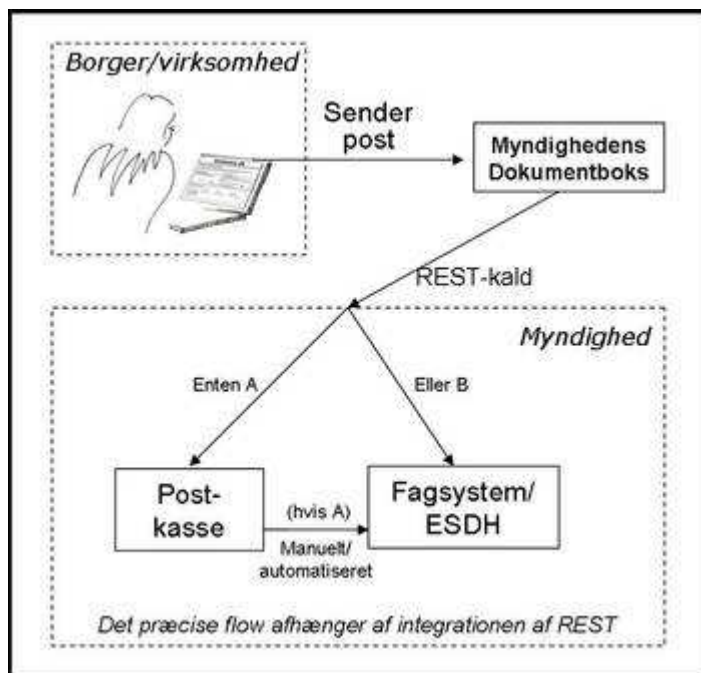 Borger/virksomhed
Sender
post
Myndighedens
Dokumentboks
REST-kald
Myndighed
Enten A
Eller B
Post-
kasse
(hvis A)
Manuelt/
automatiseret
Fagsystem/
ESDH
Det præcise flow afhænger af integrationen af REST